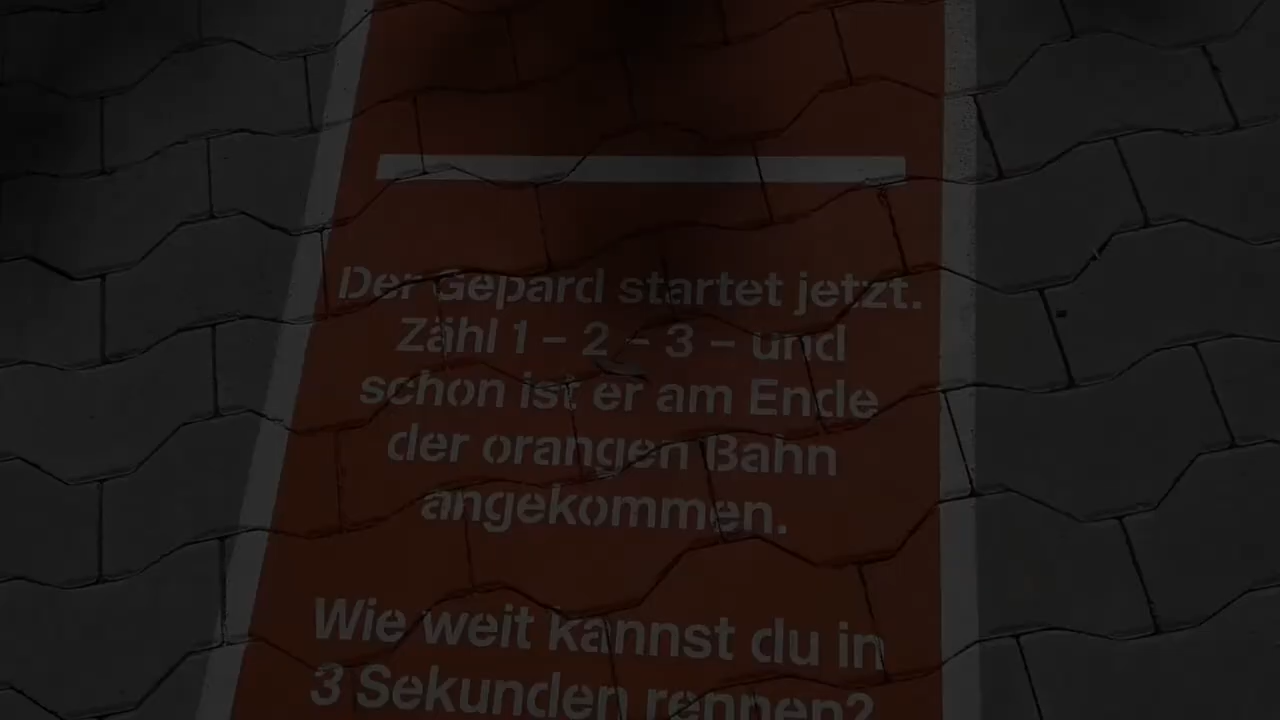 Der Gepard startet jetzt.
Zähl 1 – 2 – 3 – und
schon ist er am Ende
der orangen Bahn
angekommen.
Wie weit kannst du in
3 Sekunden rennen?